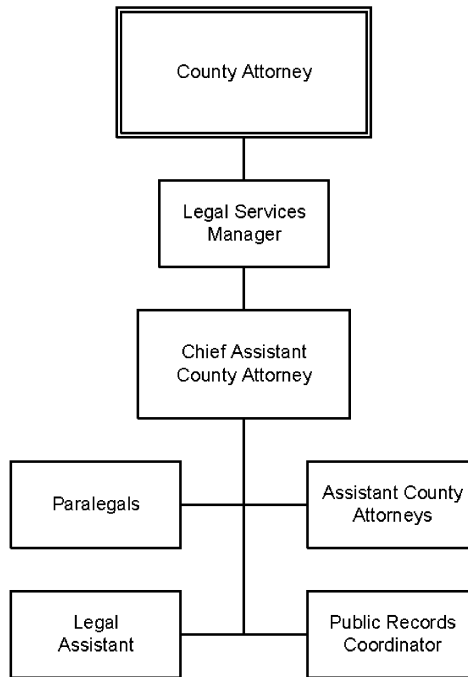 County Attorney
Legal Services
Manager
Chief Assistant
County Attorney
Paralegals
Assistant County
Attorneys
Legal
Assistant
Public Records
Coordinator